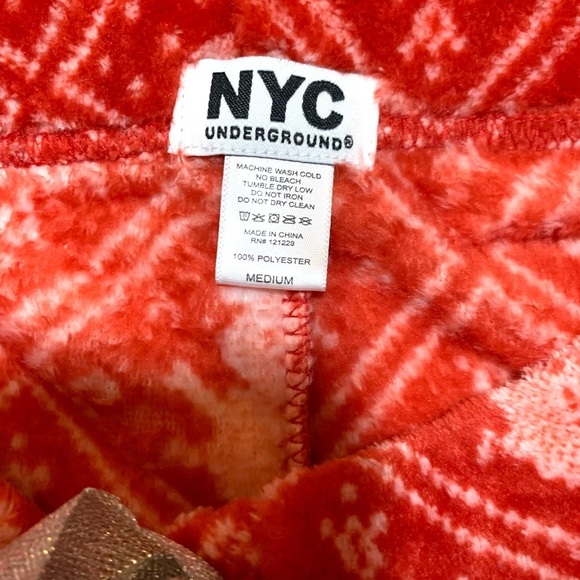 NYC
UNDERGROUND®
MACHINE WASH COLD
NO BLEACH
TUMBLE DRY LOW
DO NOT IRON
DO NOT DRY CLEAN
MADE IN CHINA
RN# 121229
100% POLYESTER
MEDIUM